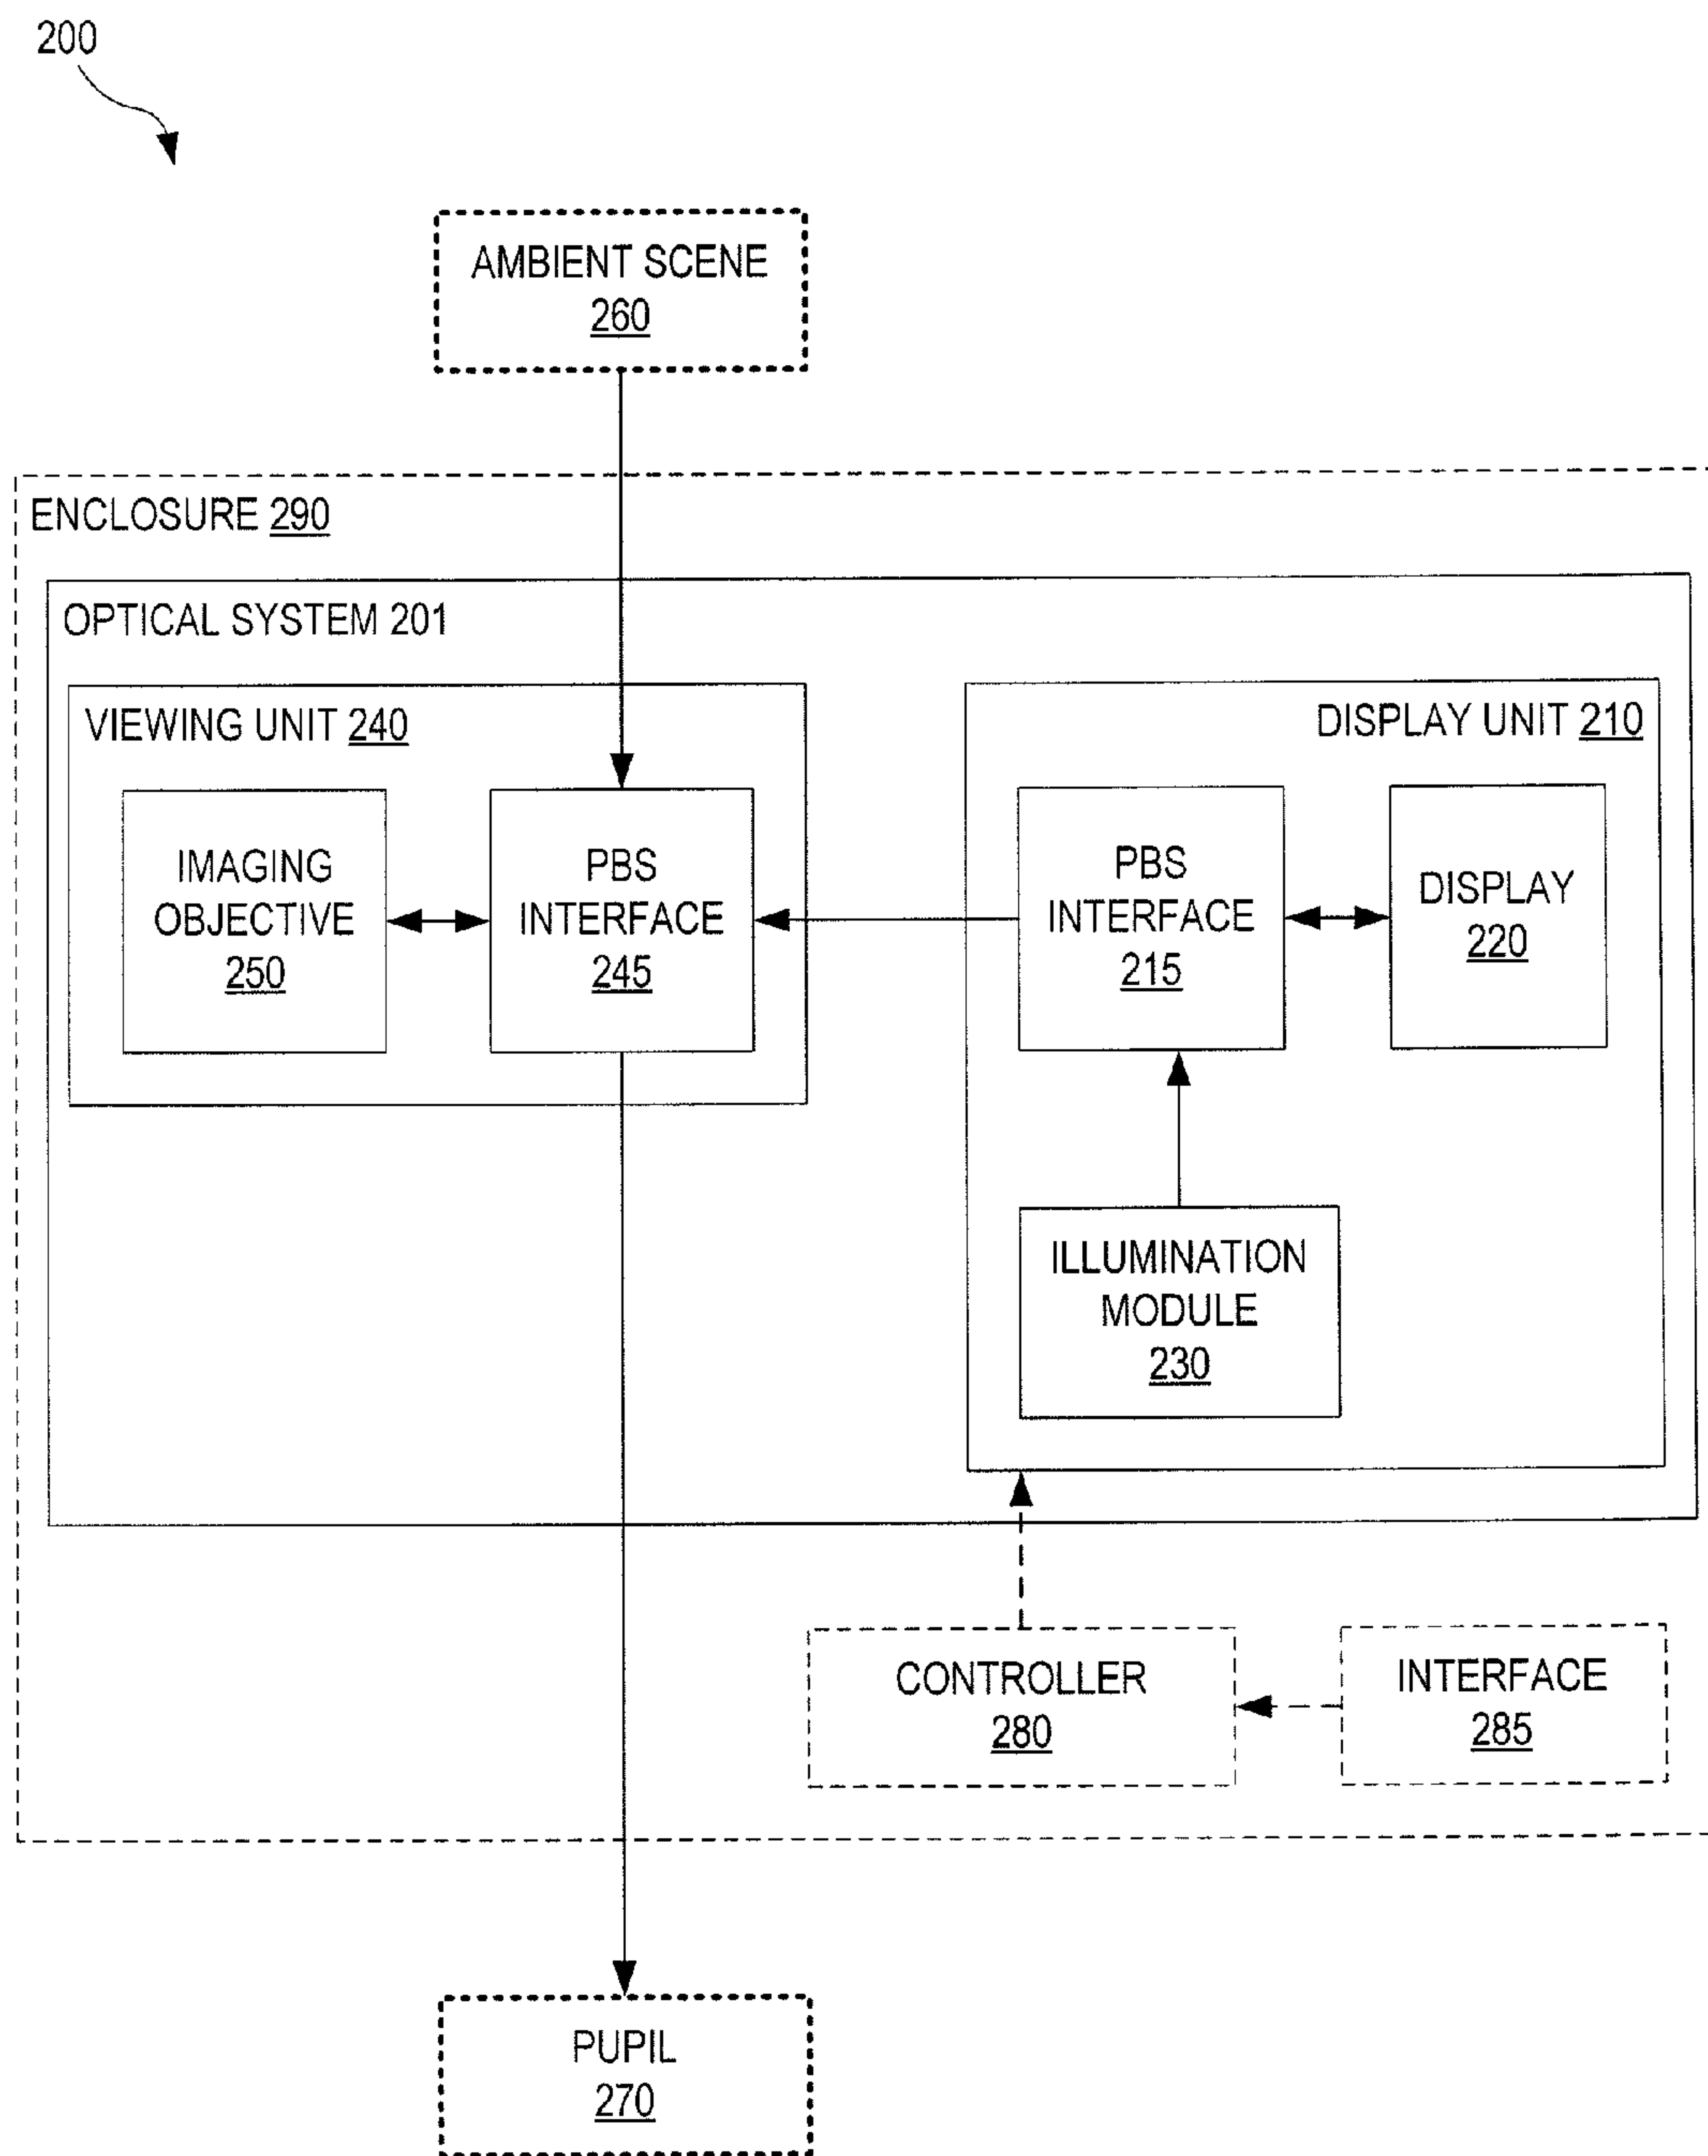 200
AMBIENT SCENE
260
ENCLOSURE 290
OPTICAL SYSTEM 201
VIEWING UNIT 240
DISPLAY UNIT 210
IMAGING
OBJECTIVE
250
PBS
INTERFACE
245
PBS
INTERFACE
215
DISPLAY
220
ILLUMINATION
MODULE
230
CONTROLLER
280
INTERFACE
285
PUPIL
270